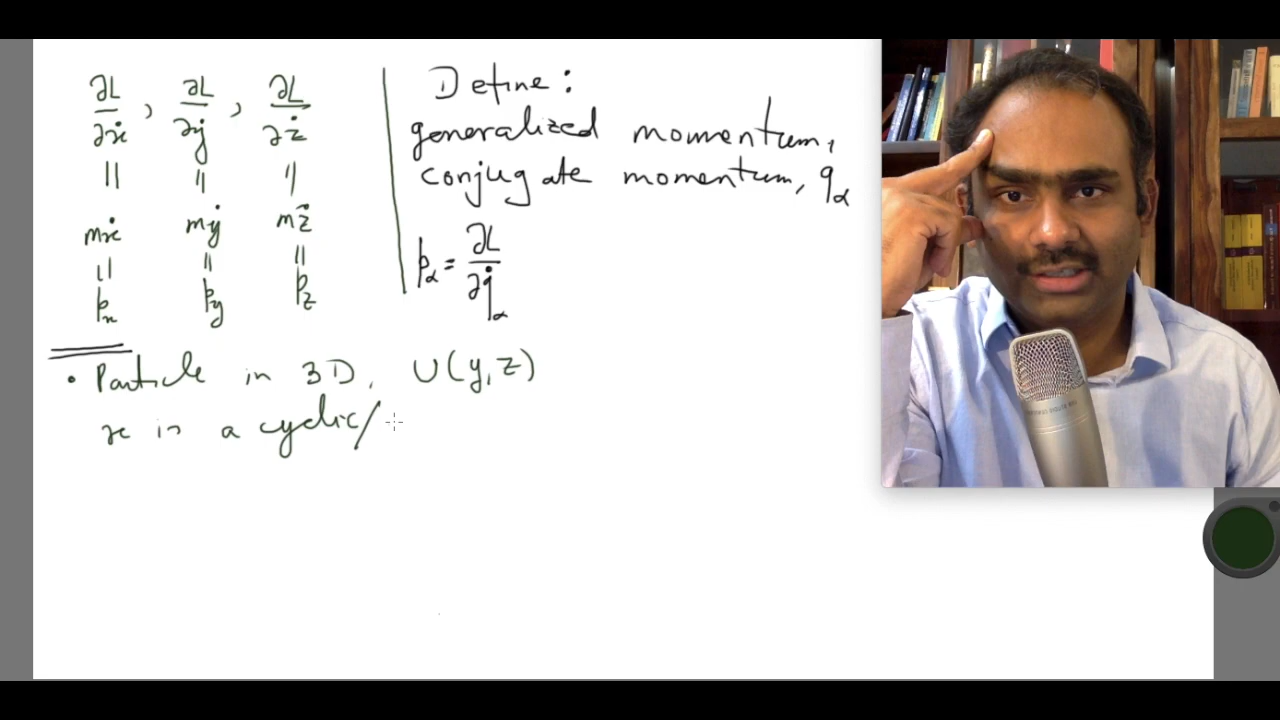 ∂L/∂ẋ , ∂L/∂ẏ , ∂L/∂ż
|| || ||
mẋ mẏ mż
|| || ||
pₓ p_y p_z
Define:
generalized momentum,
conjugate momentum, q_α
p_α = ∂L/∂q̇_α
• Particle in 3D, U(y,z)
x is a cyclic/